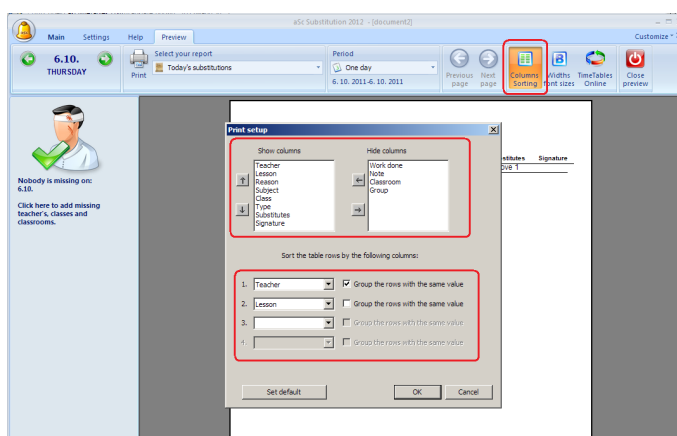 aSc Substitution 2012 - [document2]
Main Settings Help Preview Customize
6.10.
THURSDAY
Print
Select your report
Today's substitutions
Period
One day
6. 10. 2011-6. 10. 2011
Previous page
Next page
Columns Sorting
Widths font sizes
TimeTables Online
Close preview
Nobody is missing on:
6.10.
Click here to add missing
teacher's, classes and
classrooms.
Print setup
Show columns Hide columns
Teacher
Lesson
Reason
Subject
Class
Type
Substitutes
Signature
Work done
Note
Classroom
Group
Signature
Sort the table rows by the following columns:
1. Teacher Group the rows with the same value
2. Lesson Group the rows with the same value
3. Group the rows with the same value
4 Group the rows with the same value
Set default OK Cancel